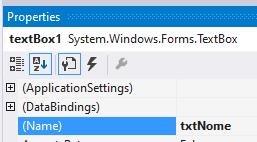 Properties
textBox1 System.Windows.Forms.TextBox
(ApplicationSettings)
(DataBindings)
(Name) txtNome